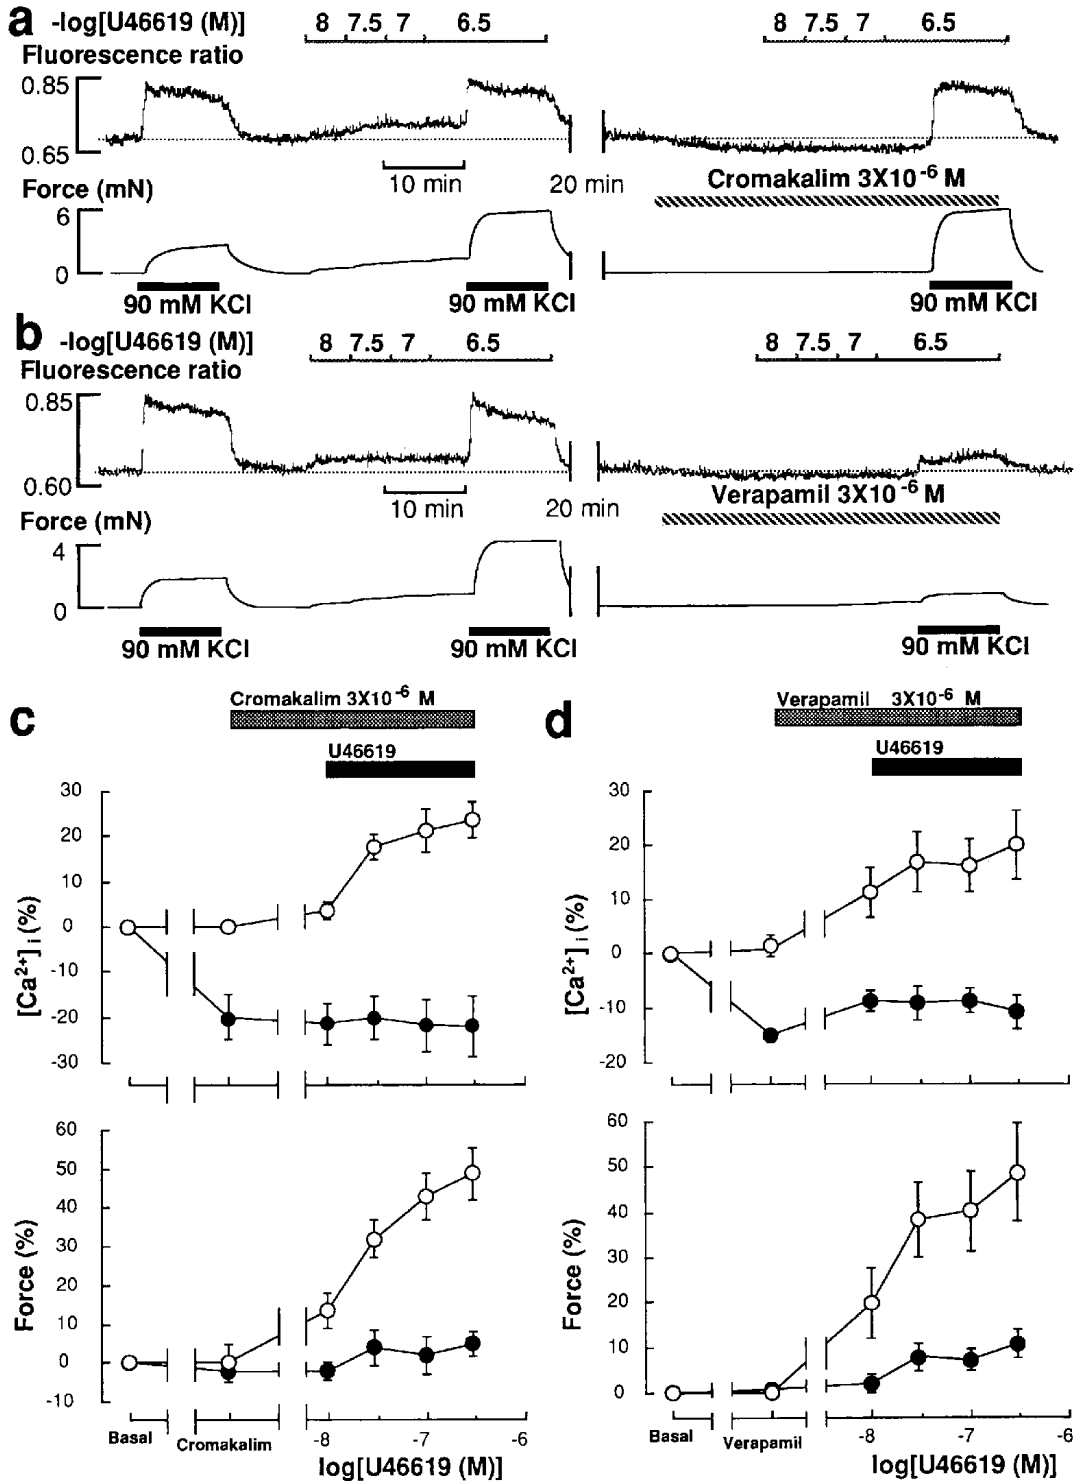 a -log[U46619 (M)] 8 7.5 7 6.5 8 7.5 7 6.5
Fluorescence ratio
0.85
0.65
10 min 20 min Cromakalim 3X10-6 M
Force (mN)
6
0
90 mM KCl 90 mM KCl 90 mM KCl
b -log[U46619 (M)] 8 7.5 7 6.5 8 7.5 7 6.5
Fluorescence ratio
0.85
0.60
10 min 20 min Verapamil 3X10-6 M
Force (mN)
4
0
90 mM KCl 90 mM KCl 90 mM KCl
c Cromakalim 3X10-6 M
U46619
30
20
10
0
-10
-20
-30
[Ca2+]i (%)
60
50
40
30
20
10
0
-10
Force (%)
Basal Cromakalim -8 -7 -6
log[U46619 (M)]
d Verapamil 3X10-6 M
U46619
30
20
10
0
-10
-20
[Ca2+]i (%)
60
50
40
30
20
10
0
Force (%)
Basal Verapamil -8 -7 -6
log[U46619 (M)]